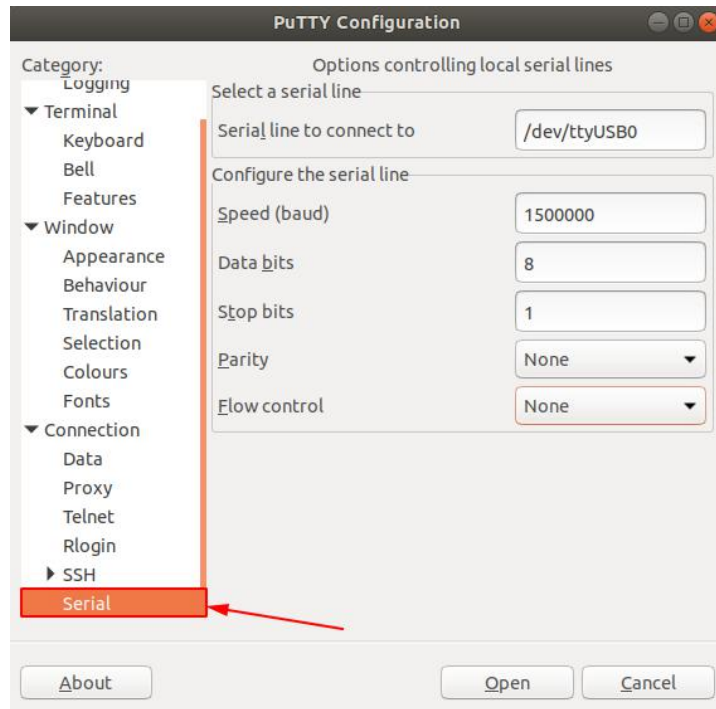 PuTTY Configuration
Category:
Logging
Terminal
Keyboard
Bell
Features
Window
Appearance
Behaviour
Translation
Selection
Colours
Fonts
Connection
Data
Proxy
Telnet
Rlogin
SSH
Serial
Options controlling local serial lines
Select a serial line
Serial line to connect to /dev/ttyUSB0
Configure the serial line
Speed (baud) 1500000
Data bits 8
Stop bits 1
Parity None
Flow control None
About Open Cancel